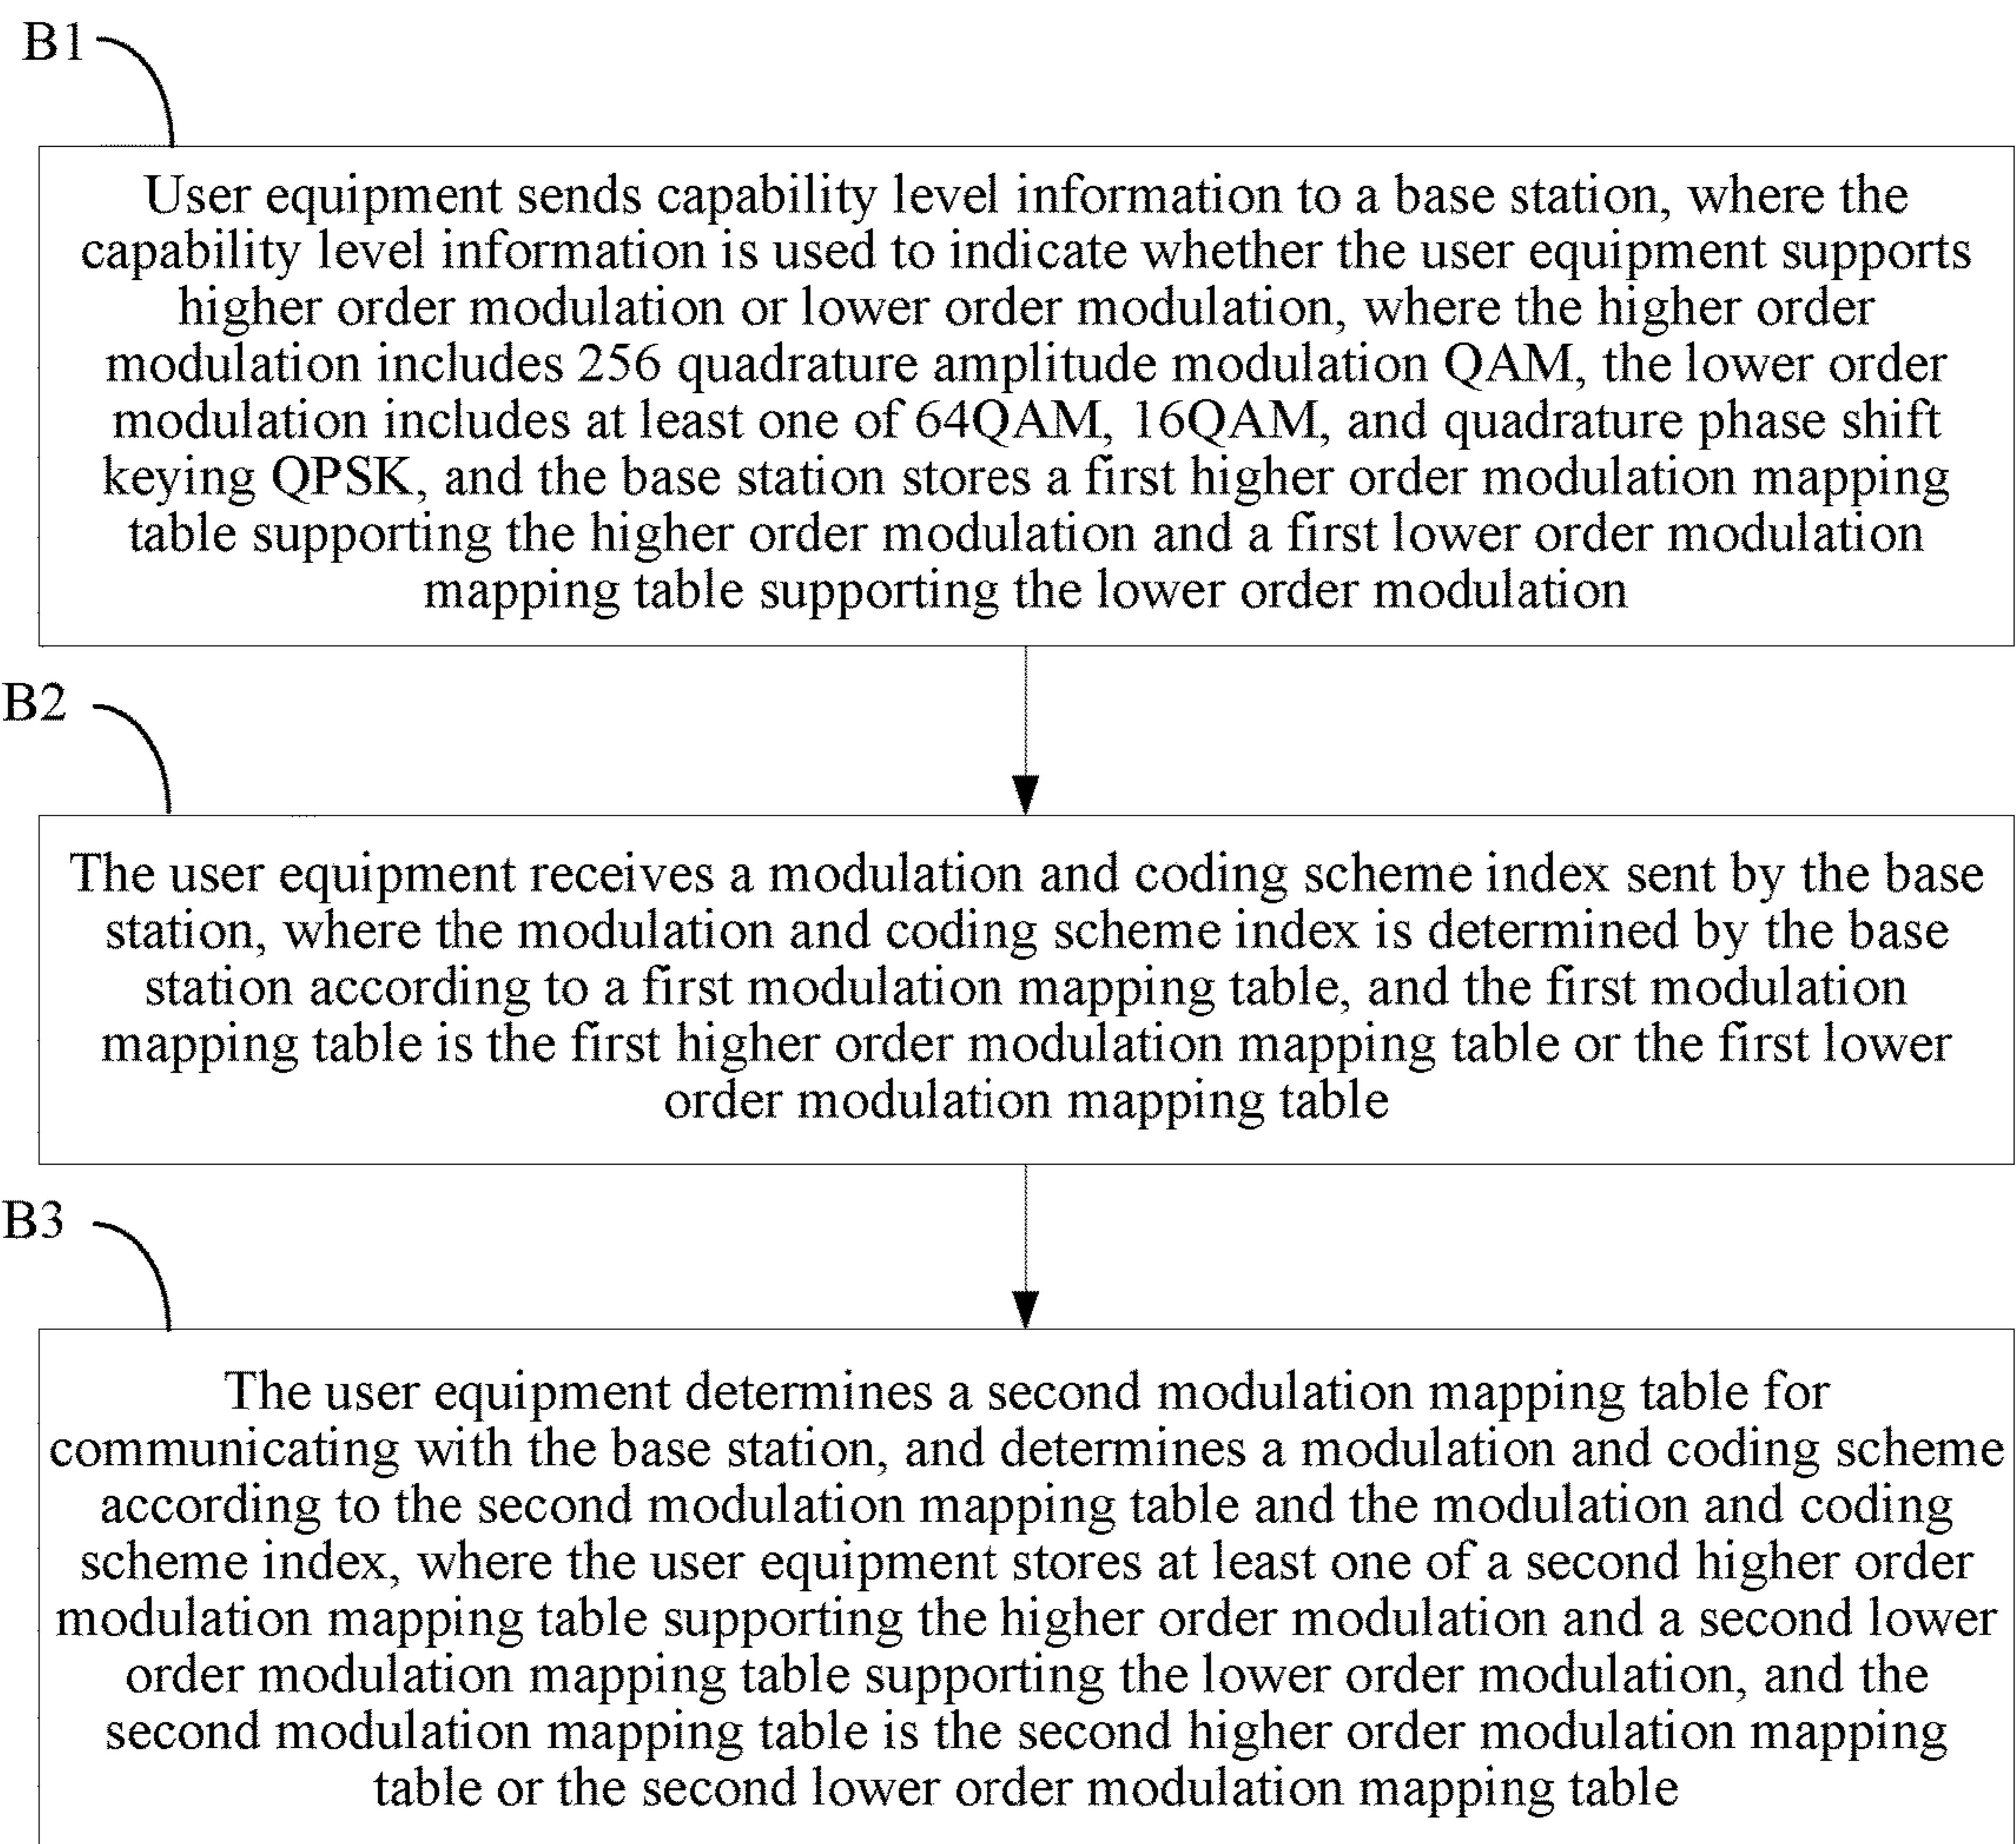 B1
User equipment sends capability level information to a base station, where the
capability level information is used to indicate whether the user equipment supports
higher order modulation or lower order modulation, where the higher order
modulation includes 256 quadrature amplitude modulation QAM, the lower order
modulation includes at least one of 64QAM, 16QAM, and quadrature phase shift
keying QPSK, and the base station stores a first higher order modulation mapping
table supporting the higher order modulation and a first lower order modulation
mapping table supporting the lower order modulation
B2
The user equipment receives a modulation and coding scheme index sent by the base
station, where the modulation and coding scheme index is determined by the base
station according to a first modulation mapping table, and the first modulation
mapping table is the first higher order modulation mapping table or the first lower
order modulation mapping table
B3
The user equipment determines a second modulation mapping table for
communicating with the base station, and determines a modulation and coding scheme
according to the second modulation mapping table and the modulation and coding
scheme index, where the user equipment stores at least one of a second higher order
modulation mapping table supporting the higher order modulation and a second lower
order modulation mapping table supporting the lower order modulation, and the
second modulation mapping table is the second higher order modulation mapping
table or the second lower order modulation mapping table